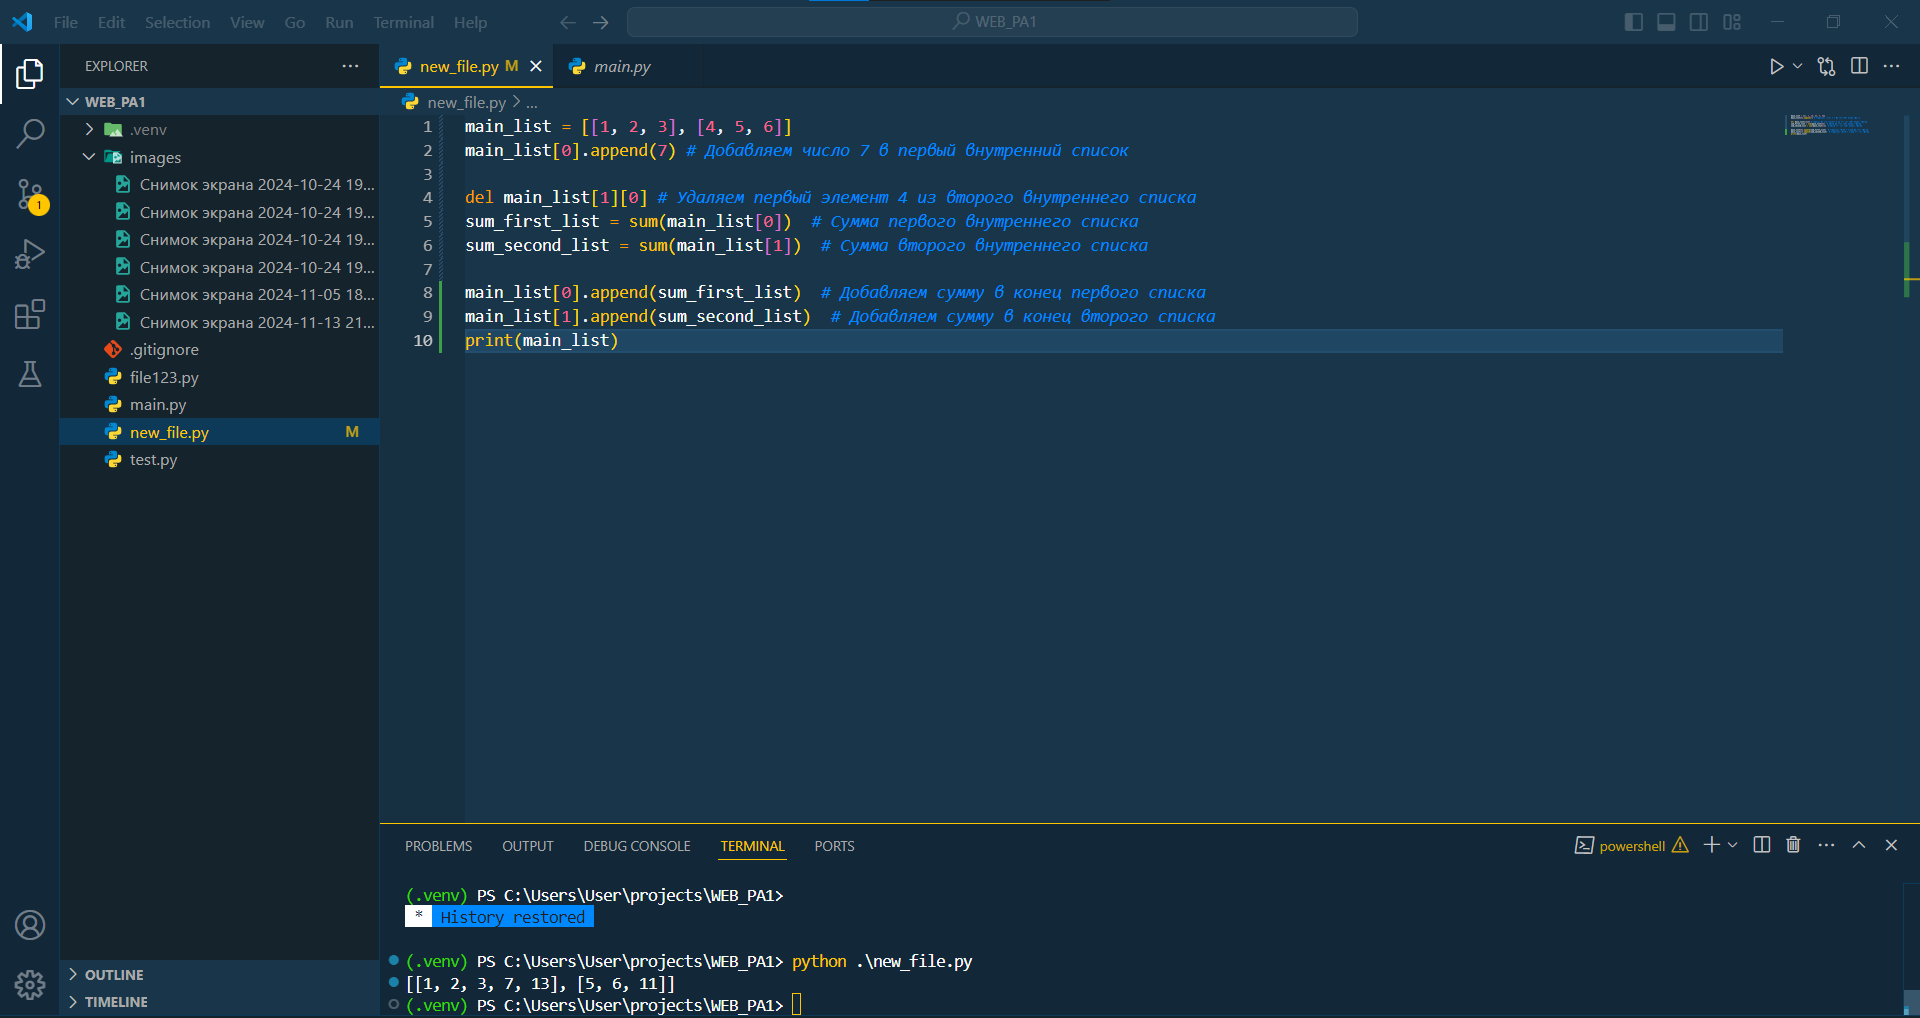 File Edit Selection View Go Run Terminal Help
WEB_PA1
EXPLORER
WEB_PA1
.venv
images
Снимок экрана 2024-10-24 19...
Снимок экрана 2024-10-24 19...
Снимок экрана 2024-10-24 19...
Снимок экрана 2024-10-24 19...
Снимок экрана 2024-11-05 18...
Снимок экрана 2024-11-13 21...
.gitignore
file123.py
main.py
new_file.py M
test.py
OUTLINE
TIMELINE
1
new_file.py M
main.py
new_file.py > ...
1 main_list = [[1, 2, 3], [4, 5, 6]]
2 main_list[0].append(7) # Добавляем число 7 в первый внутренний список
3
4 del main_list[1][0] # Удаляем первый элемент 4 из второго внутреннего списка
5 sum_first_list = sum(main_list[0])  # Сумма первого внутреннего списка
6 sum_second_list = sum(main_list[1])  # Сумма второго внутреннего списка
7
8 main_list[0].append(sum_first_list)  # Добавляем сумму в конец первого списка
9 main_list[1].append(sum_second_list)  # Добавляем сумму в конец второго списка
10 print(main_list)
PROBLEMS OUTPUT DEBUG CONSOLE TERMINAL PORTS
powershell
(.venv) PS C:\Users\User\projects\WEB_PA1>
* History restored
(.venv) PS C:\Users\User\projects\WEB_PA1> python .\new_file.py
[[1, 2, 3, 7, 13], [5, 6, 11]]
(.venv) PS C:\Users\User\projects\WEB_PA1>